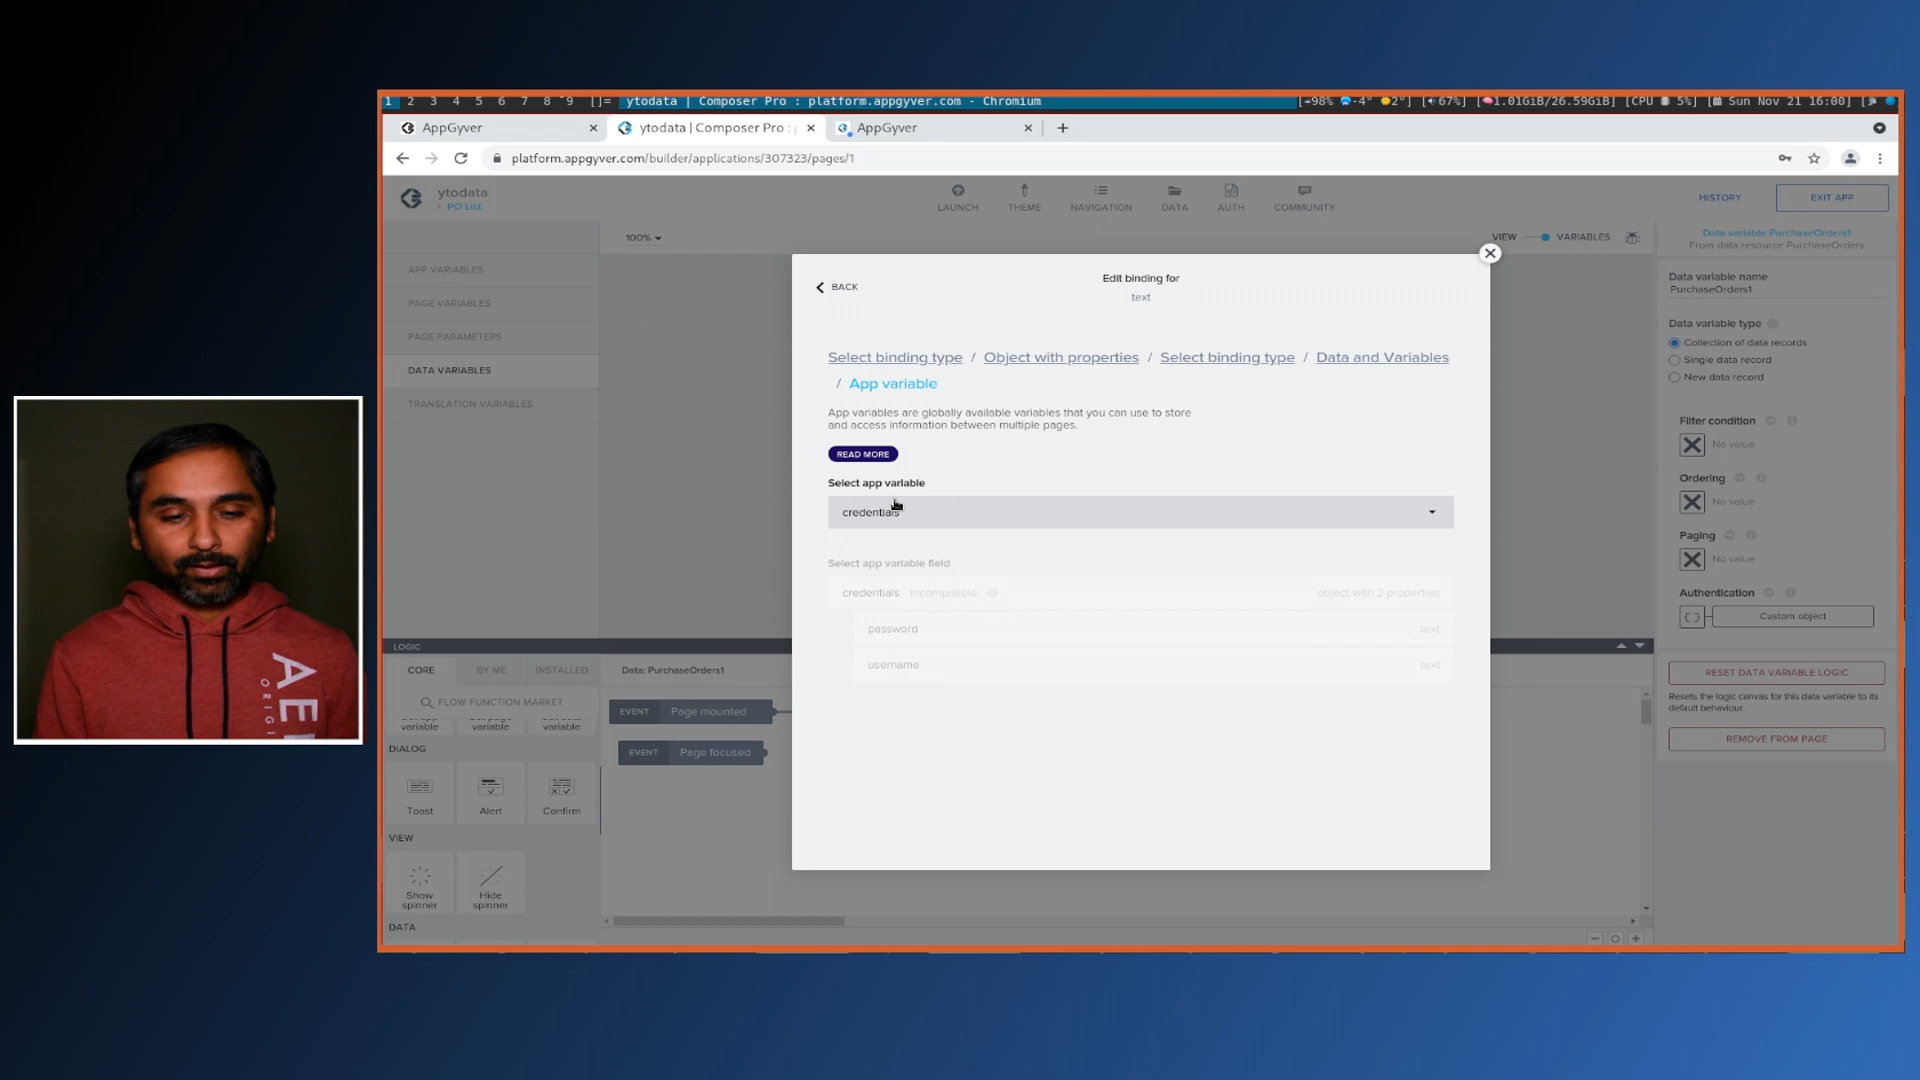 1 2 3 4 5 6 7 8 9 []= ytodata | Composer Pro : platform.appgyver.com - Chromium
Sun Nov 21 16:00]
AppGyver
ytodata | Composer Pro :
AppGyver
platform.appgyver.com/builder/applications/307323/pages/1
ytodata
PO List
LAUNCH
THEME
NAVIGATION
DATA
AUTH
COMMUNITY
HISTORY
EXIT APP
100%
VIEW
VARIABLES
APP VARIABLES
PAGE VARIABLES
PAGE PARAMETERS
DATA VARIABLES
TRANSLATION VARIABLES
BACK
Edit binding for
text
Select binding type / Object with properties / Select binding type / Data and Variables
/ App variable
App variables are globally available variables that you can use to store
and access information between multiple pages.
READ MORE
Select app variable
credentials
Select app variable field
credentials incompatible object with 2 properties
password text
username text
Data variable PurchaseOrders1
From data resource PurchaseOrders
Data variable name
PurchaseOrders1
Data variable type
Collection of data records
Single data record
New data record
Filter condition
No value
Ordering
No value
Paging
No value
Authentication
Custom object
RESET DATA VARIABLE LOGIC
Resets the logic canvas for this data variable to its
default behaviour.
REMOVE FROM PAGE
LOGIC
CORE
BY ME
INSTALLED
Data: PurchaseOrders1
FLOW FUNCTION MARKET
variable
variable
variable
EVENT Page mounted
EVENT Page focused
DIALOG
Toast
Alert
Confirm
VIEW
Show
spinner
Hide
spinner
DATA
AE
ORIGI